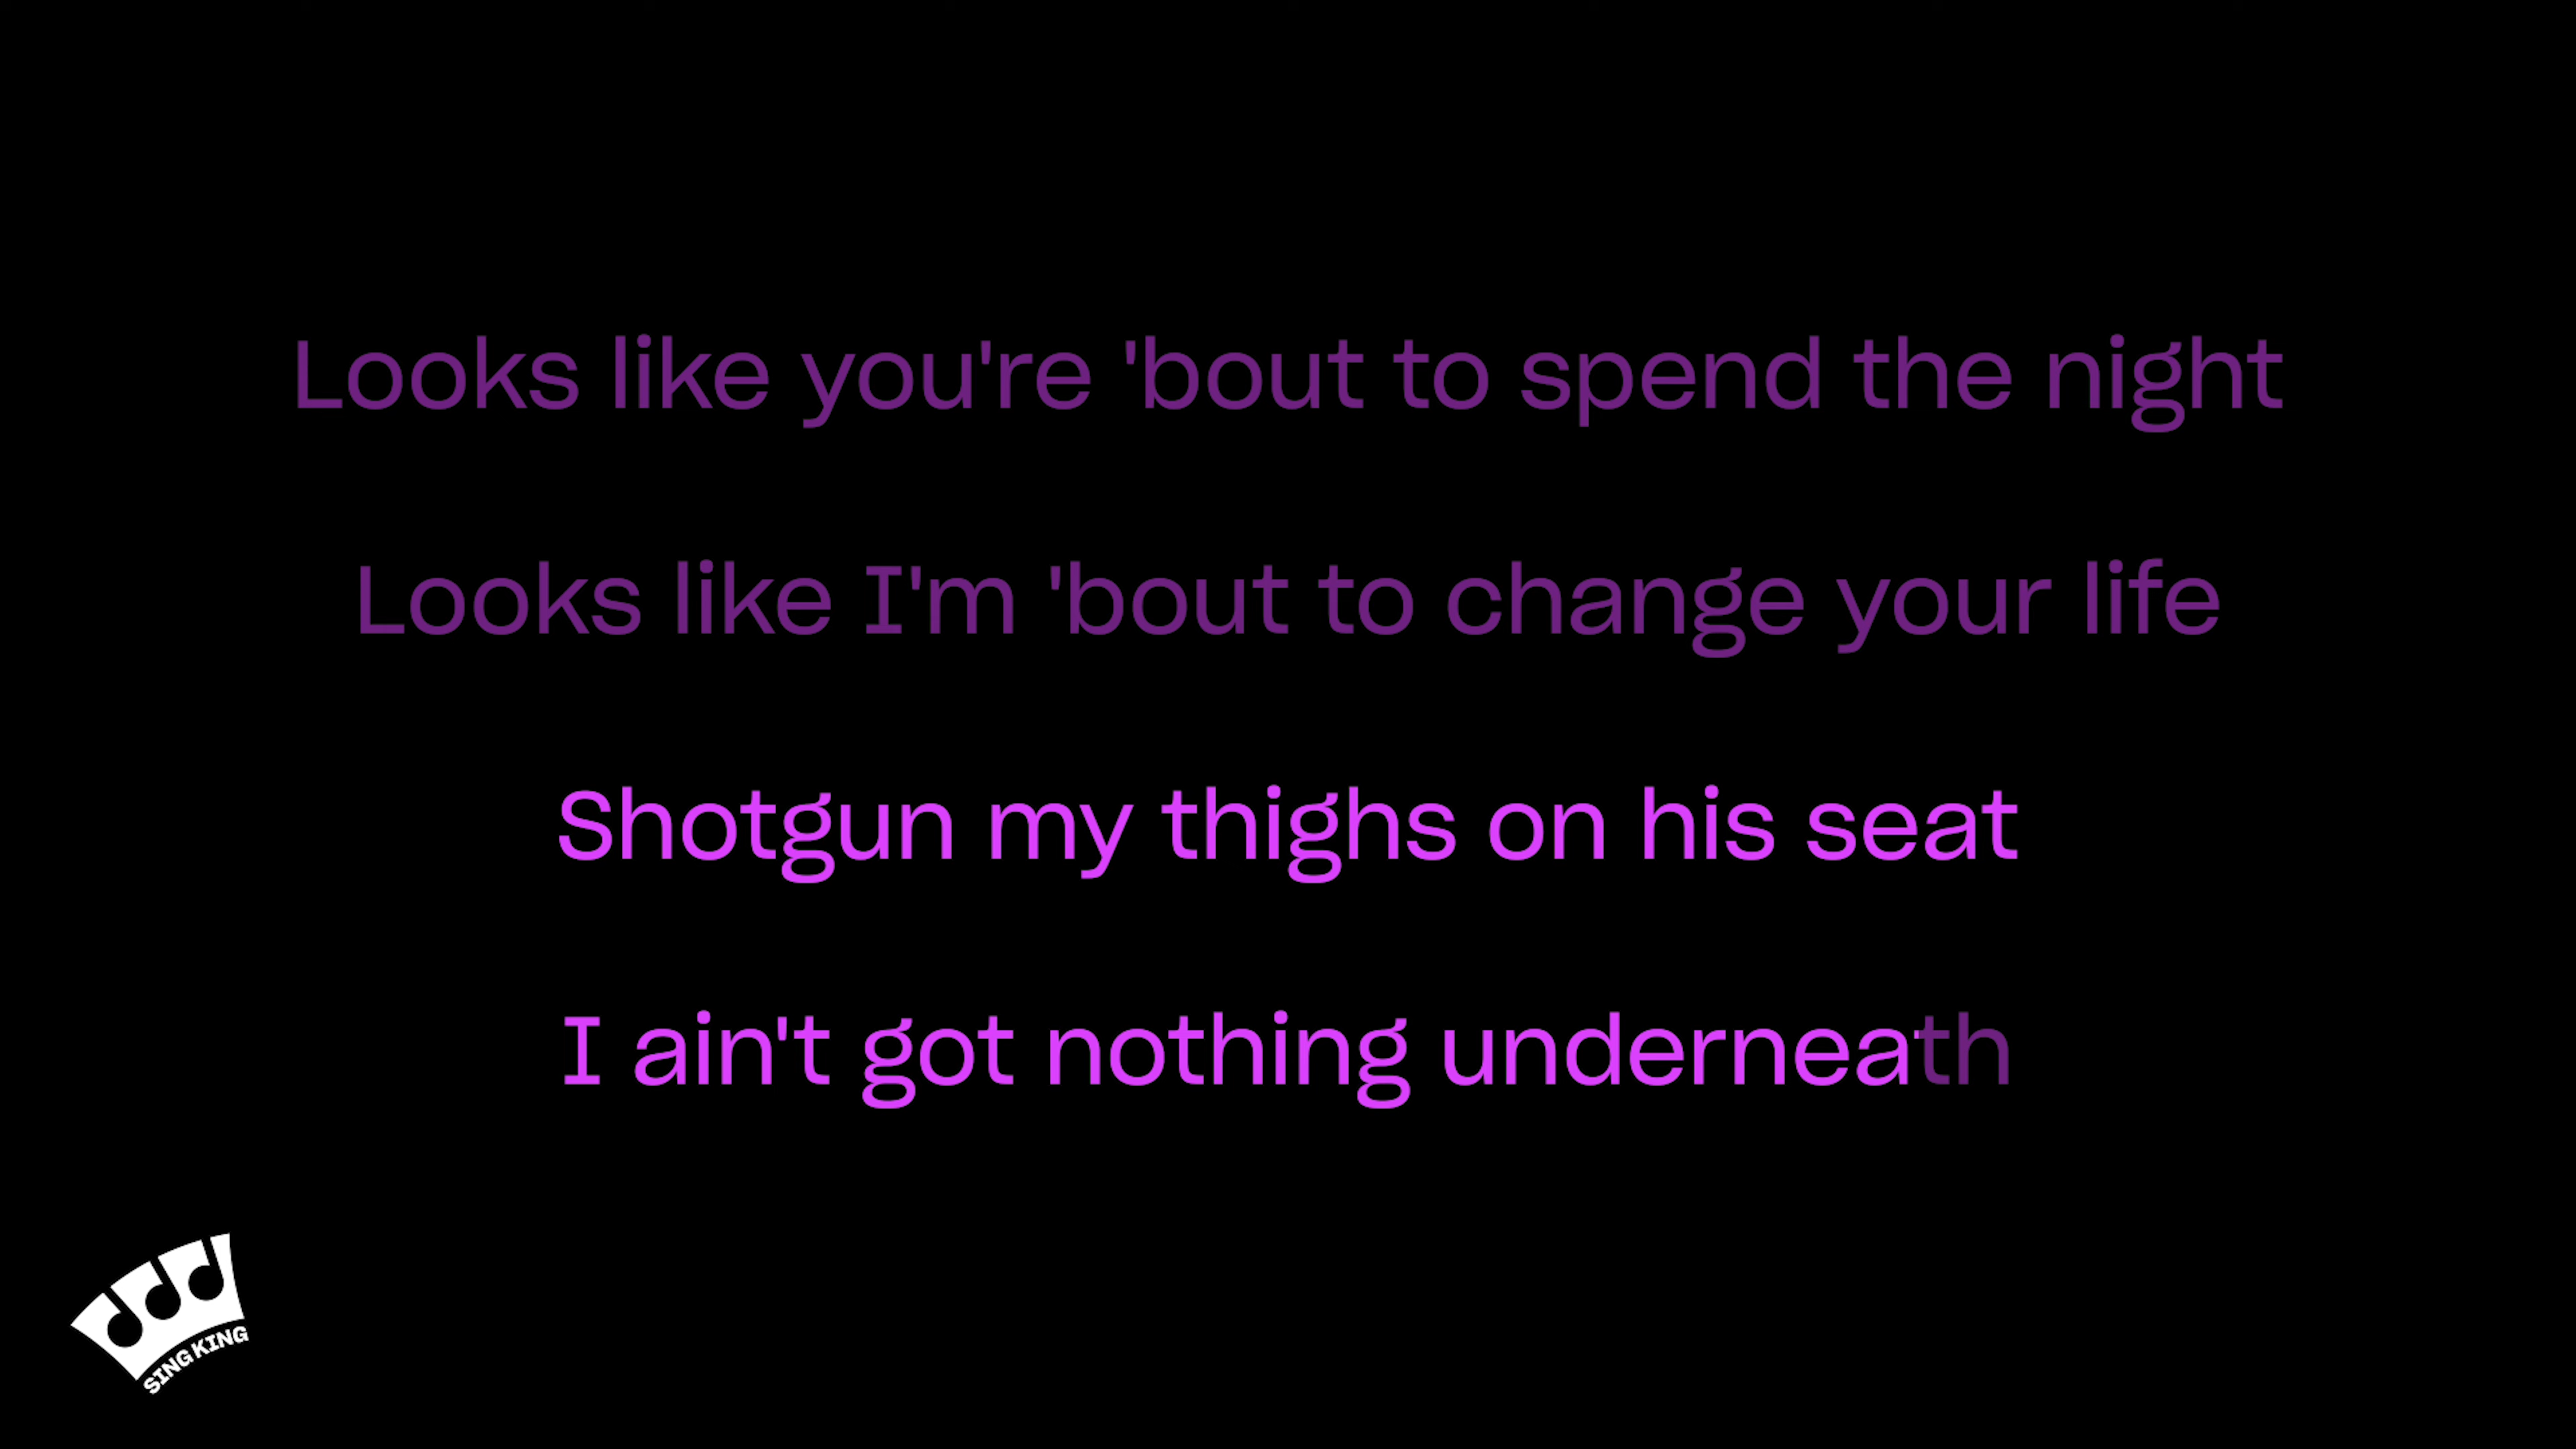 Looks like you're 'bout to spend the night
Looks like I'm 'bout to change your life
Shotgun my thighs on his seat
I ain't got nothing underneath
SING KING